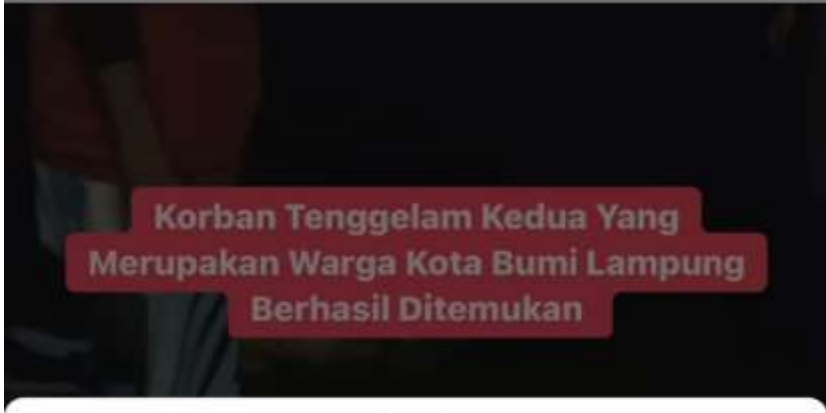 Korban Tenggelam Kedua Yang
Merupakan Warga Kota Bumi Lampung
Berhasil Ditemukan